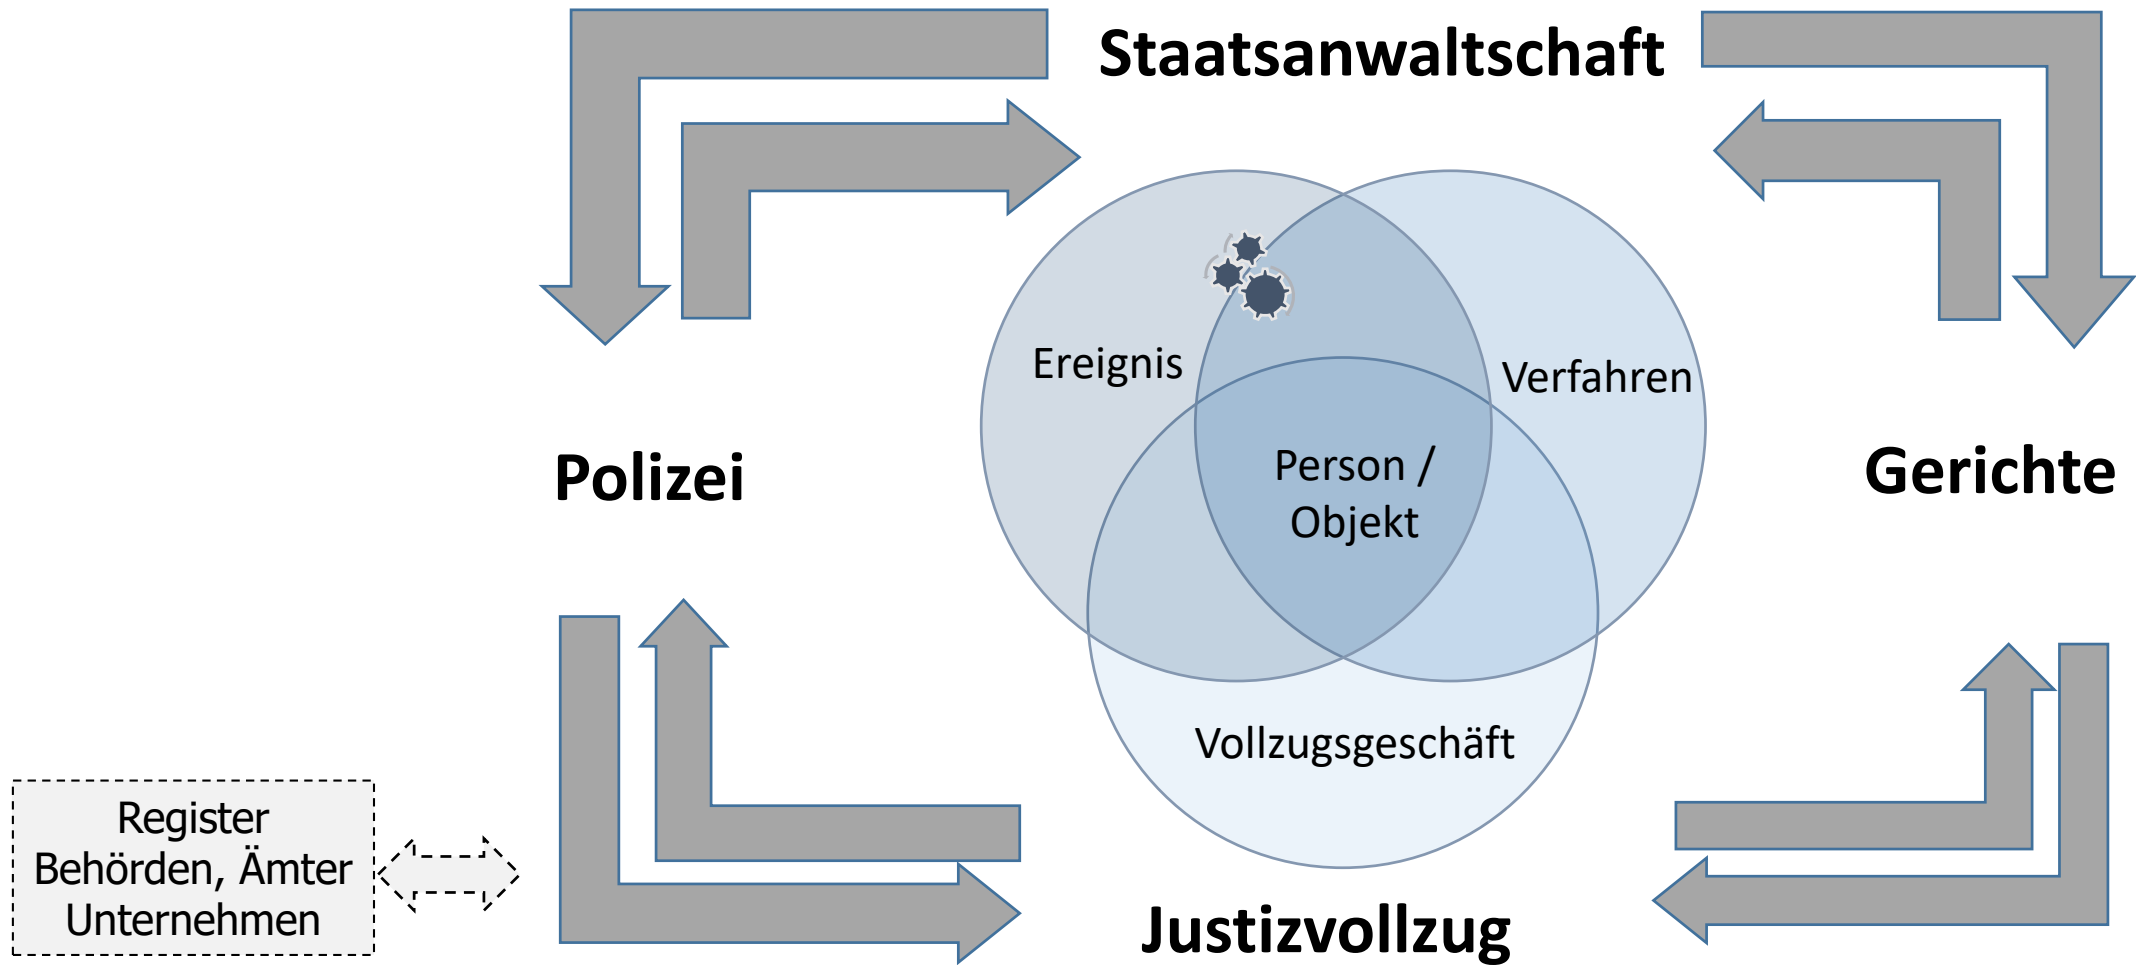 Staatsanwaltschaft
Ereignis
Verfahren
Person /
Objekt
Polizei
Gerichte
Vollzugsgeschäft
Register
Behörden, Ämter
Unternehmen
Justizvollzug